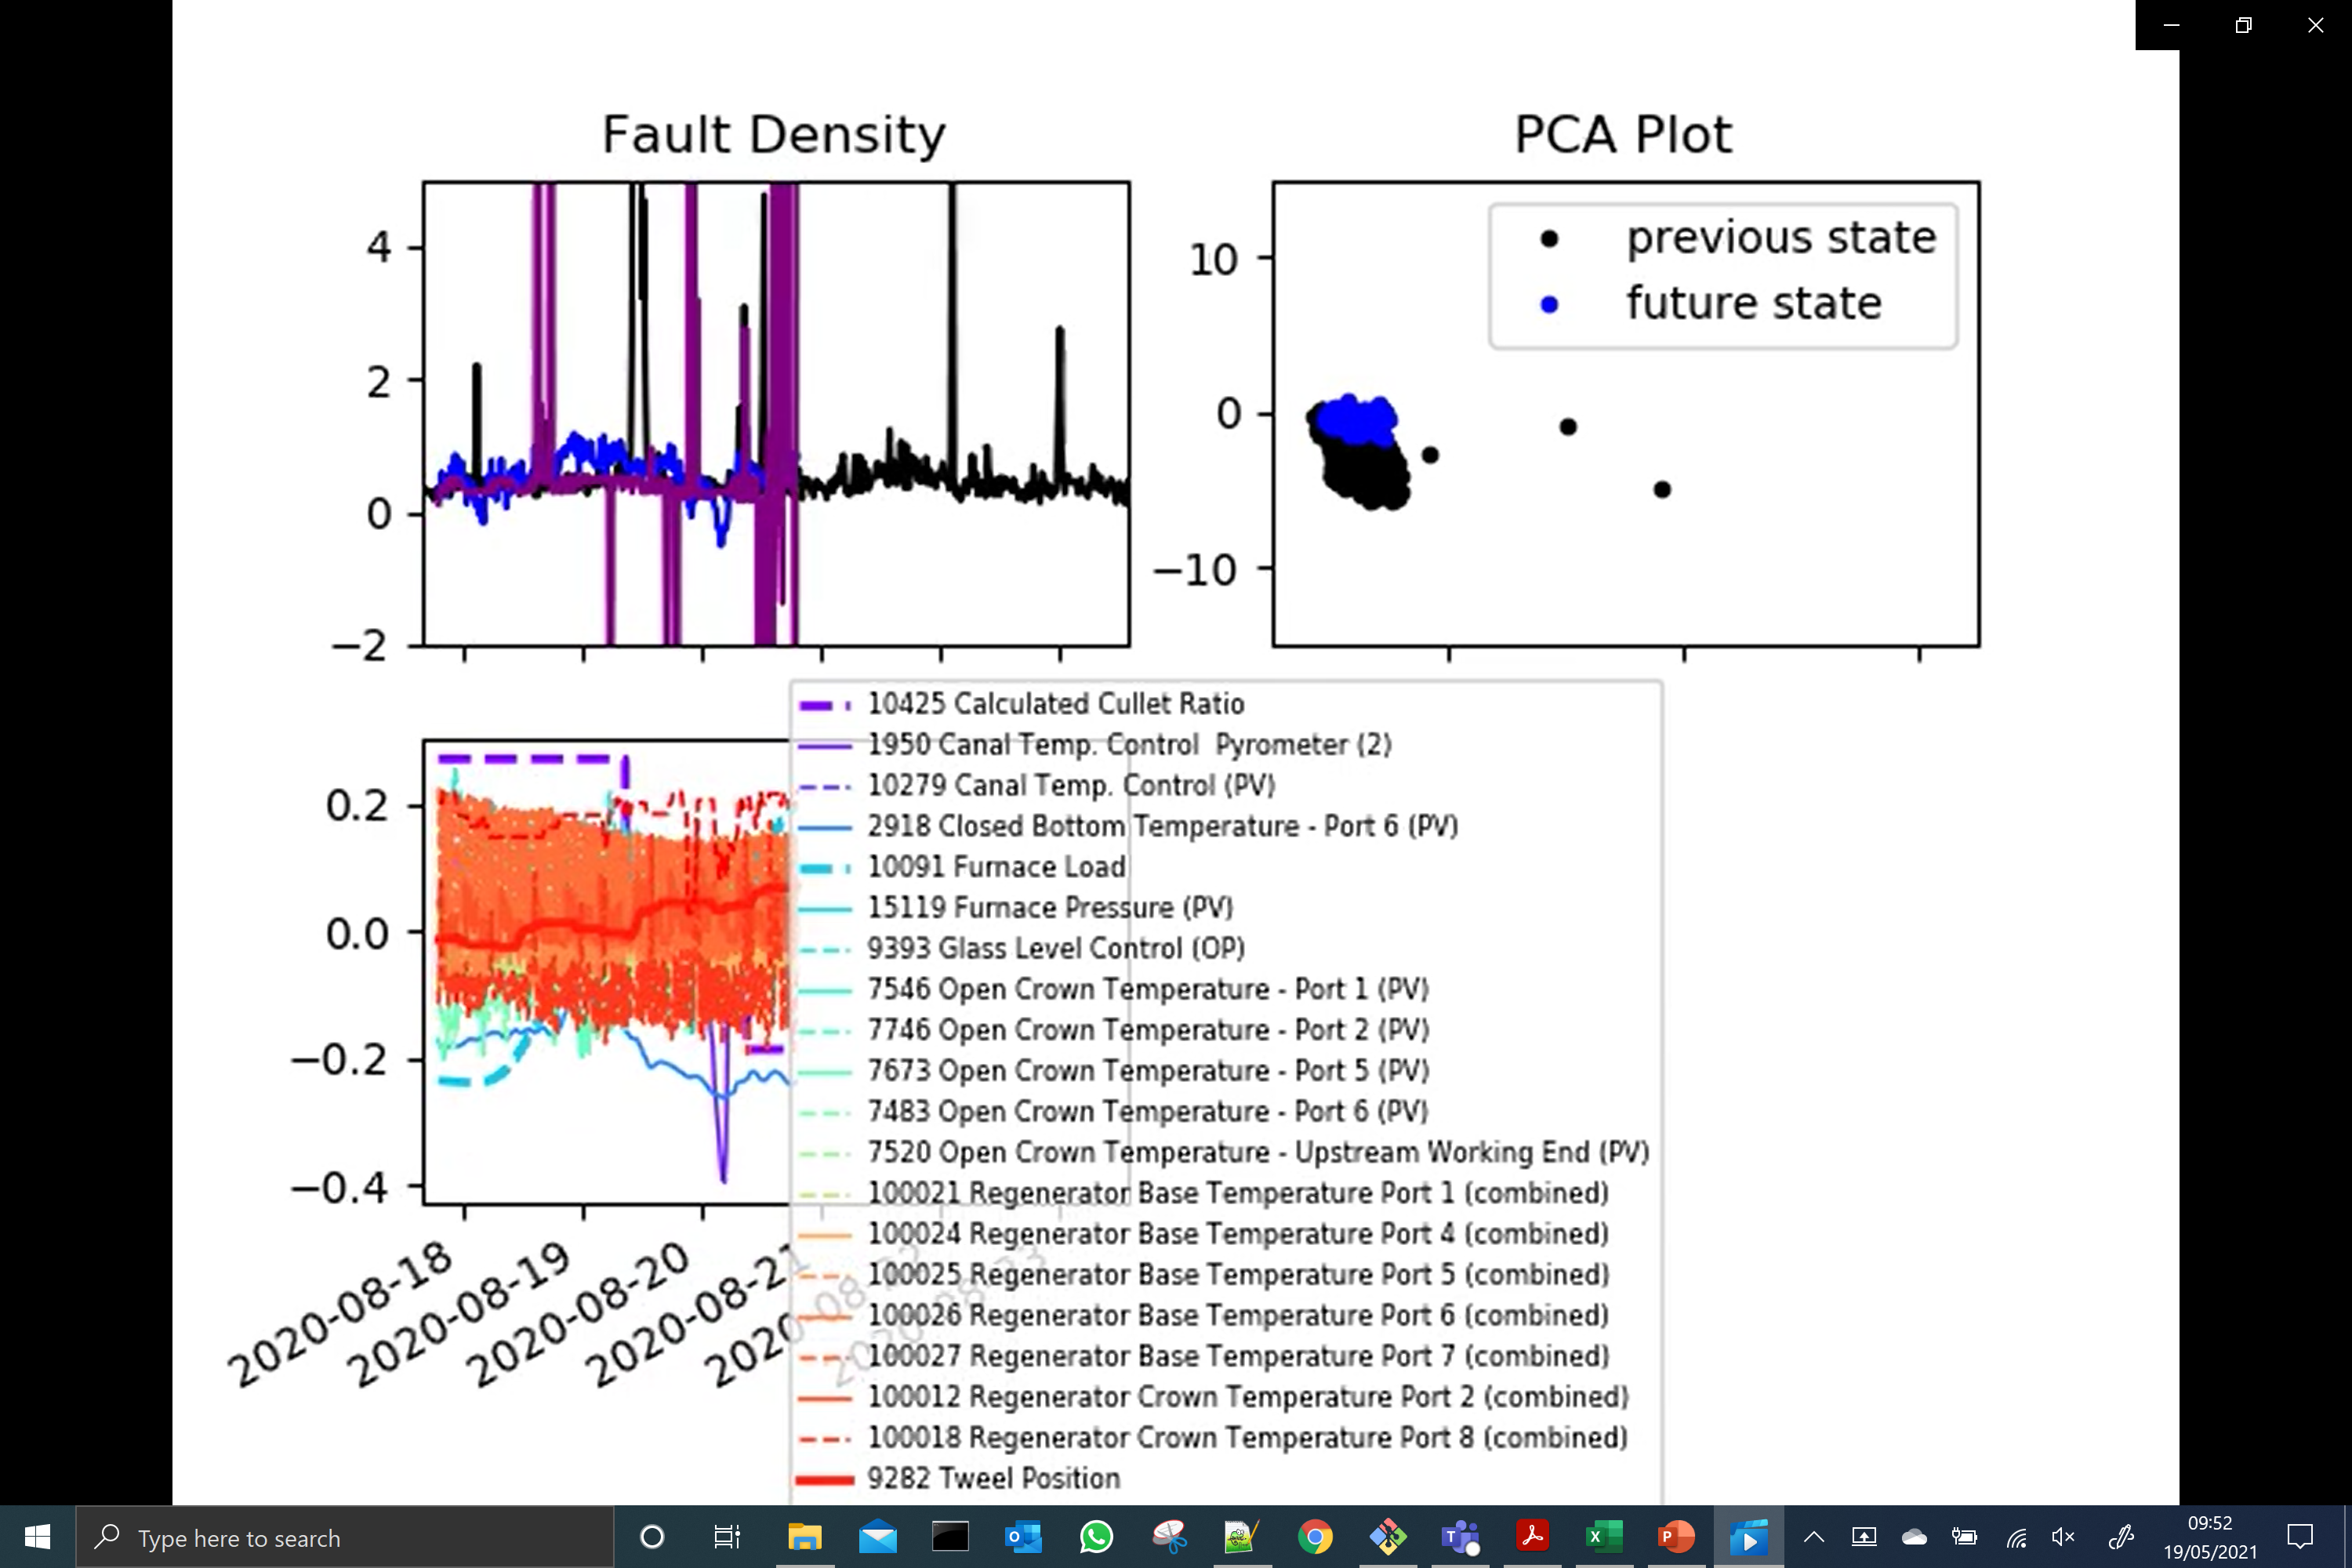 Fault Density
PCA Plot
4
2
0
−2
10
0
−10
previous state
future state
0.2
0.0
−0.2
−0.4
2020-08-18
2020-08-19
2020-08-20
2020-08-21
10425 Calculated Cullet Ratio
1950 Canal Temp. Control Pyrometer (2)
10279 Canal Temp. Control (PV)
2918 Closed Bottom Temperature - Port 6 (PV)
10091 Furnace Load
15119 Furnace Pressure (PV)
9393 Glass Level Control (OP)
7546 Open Crown Temperature - Port 1 (PV)
7746 Open Crown Temperature - Port 2 (PV)
7673 Open Crown Temperature - Port 5 (PV)
7483 Open Crown Temperature - Port 6 (PV)
7520 Open Crown Temperature - Upstream Working End (PV)
100021 Regenerator Base Temperature Port 1 (combined)
100024 Regenerator Base Temperature Port 4 (combined)
100025 Regenerator Base Temperature Port 5 (combined)
100026 Regenerator Base Temperature Port 6 (combined)
100027 Regenerator Base Temperature Port 7 (combined)
100012 Regenerator Crown Temperature Port 2 (combined)
100018 Regenerator Crown Temperature Port 8 (combined)
9282 Tweel Position
Type here to search
09:52
19/05/2021